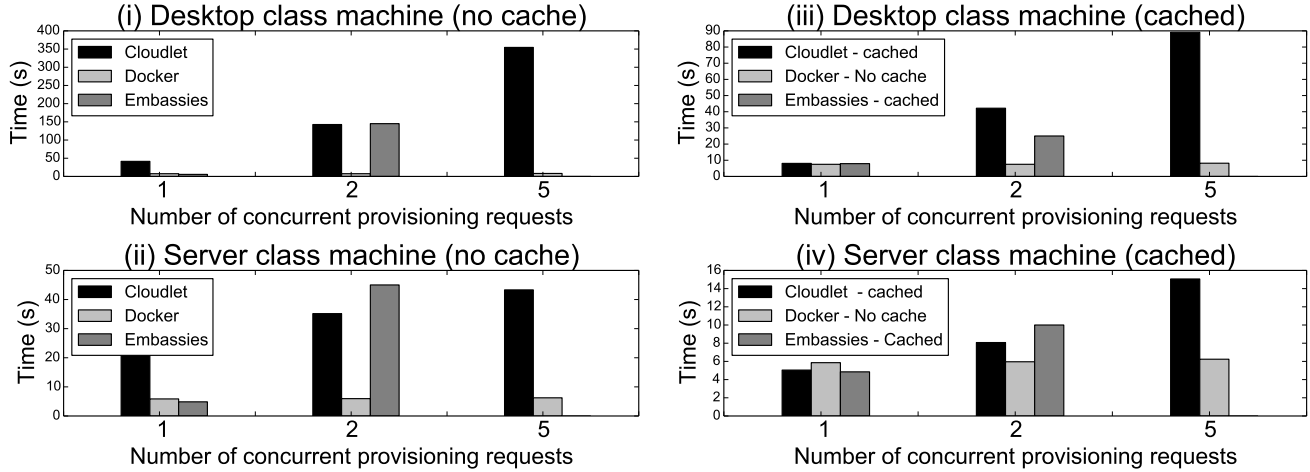 (i) Desktop class machine (no cache)
400
350
300
250
200
150
100
50
0
Time (s)
Cloudlet
Docker
Embassies
1
2
5
Number of concurrent provisioning requests
(iii) Desktop class machine (cached)
90
80
70
60
50
40
30
20
10
0
Time (s)
Cloudlet - cached
Docker - No cache
Embassies - cached
1
2
5
Number of concurrent provisioning requests
(ii) Server class machine (no cache)
50
40
30
20
10
0
Time (s)
Cloudlet
Docker
Embassies
1
2
5
Number of concurrent provisioning requests
(iv) Server class machine (cached)
16
14
12
10
8
6
4
2
0
Time (s)
Cloudlet - cached
Docker - No cache
Embassies - Cached
1
2
5
Number of concurrent provisioning requests